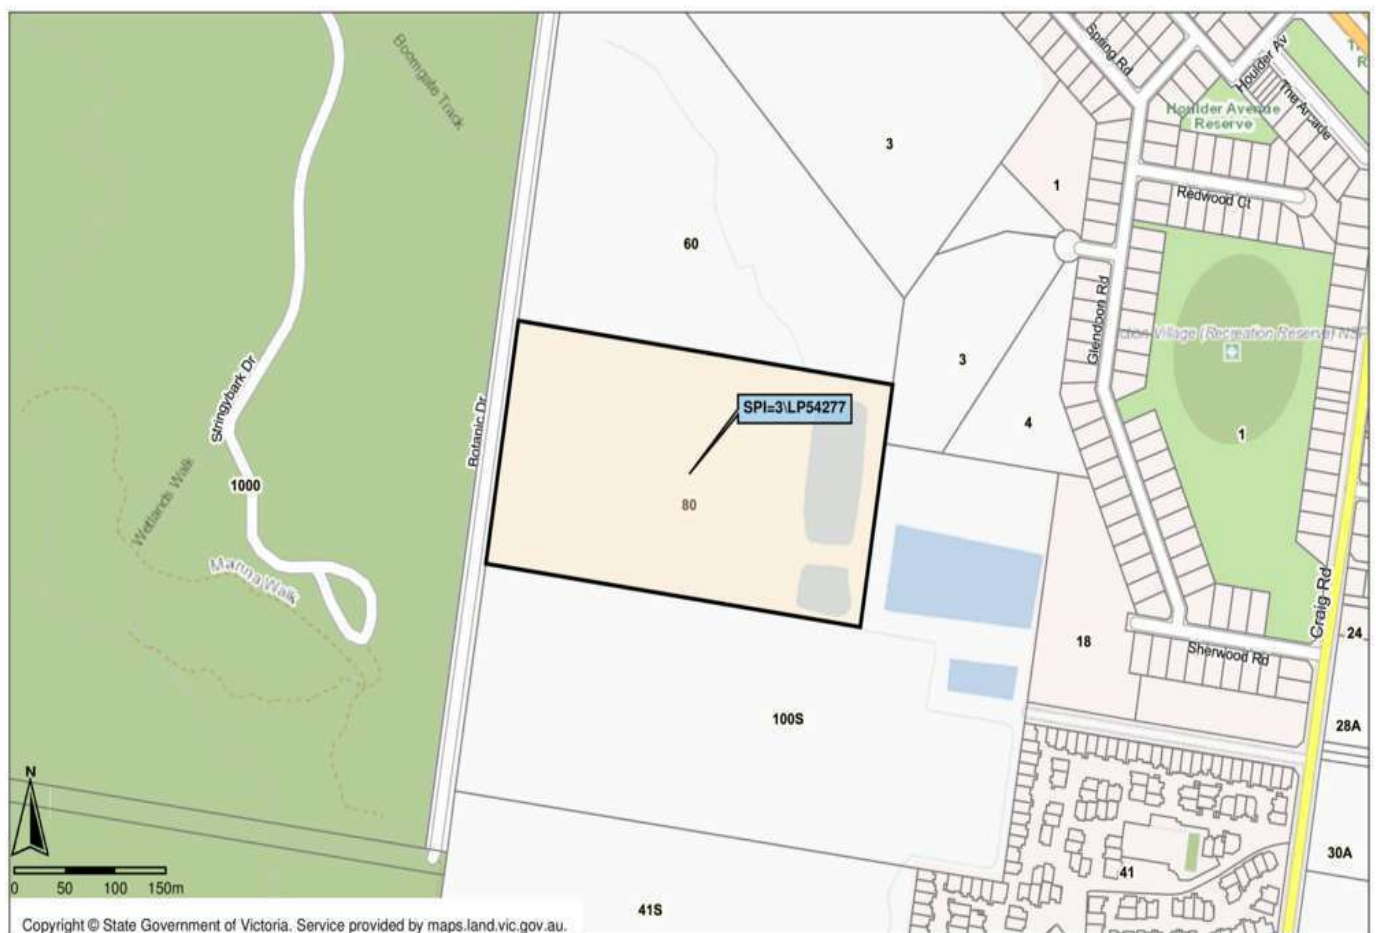 Boomgate Track
Spring Rd
Houlder Av
The Arcade
Houlder Avenue
Reserve
3
1
Redwood Ct
60
Glendoon Rd
Village (Recreation Reserve)
3
SPI=3\LP54277
4
1
Stringybark Dr
Botanic Dr
1000
Wetlands Walk
80
Manna Walk
Craig Rd
18
24
Sherwood Rd
100S
28A
N
30A
41
0 50 100 150m
41S
Copyright © State Government of Victoria. Service provided by maps.land.vic.gov.au.